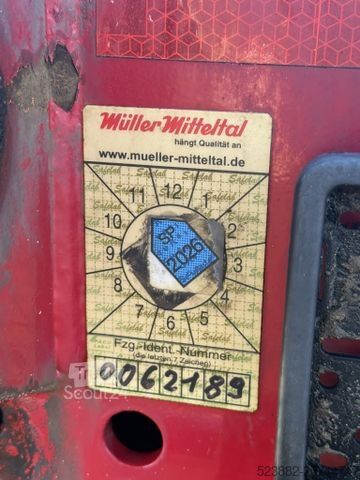 Müller Mitteltal
hängt Qualität an
www.mueller-mitteltal.de
11 12 1
10 2
9 3
8 4
7 6 5
SP
2026
Fzg.-Ident.-Nummer
(die letzten 7 Zeichen)
0062189
Scout24